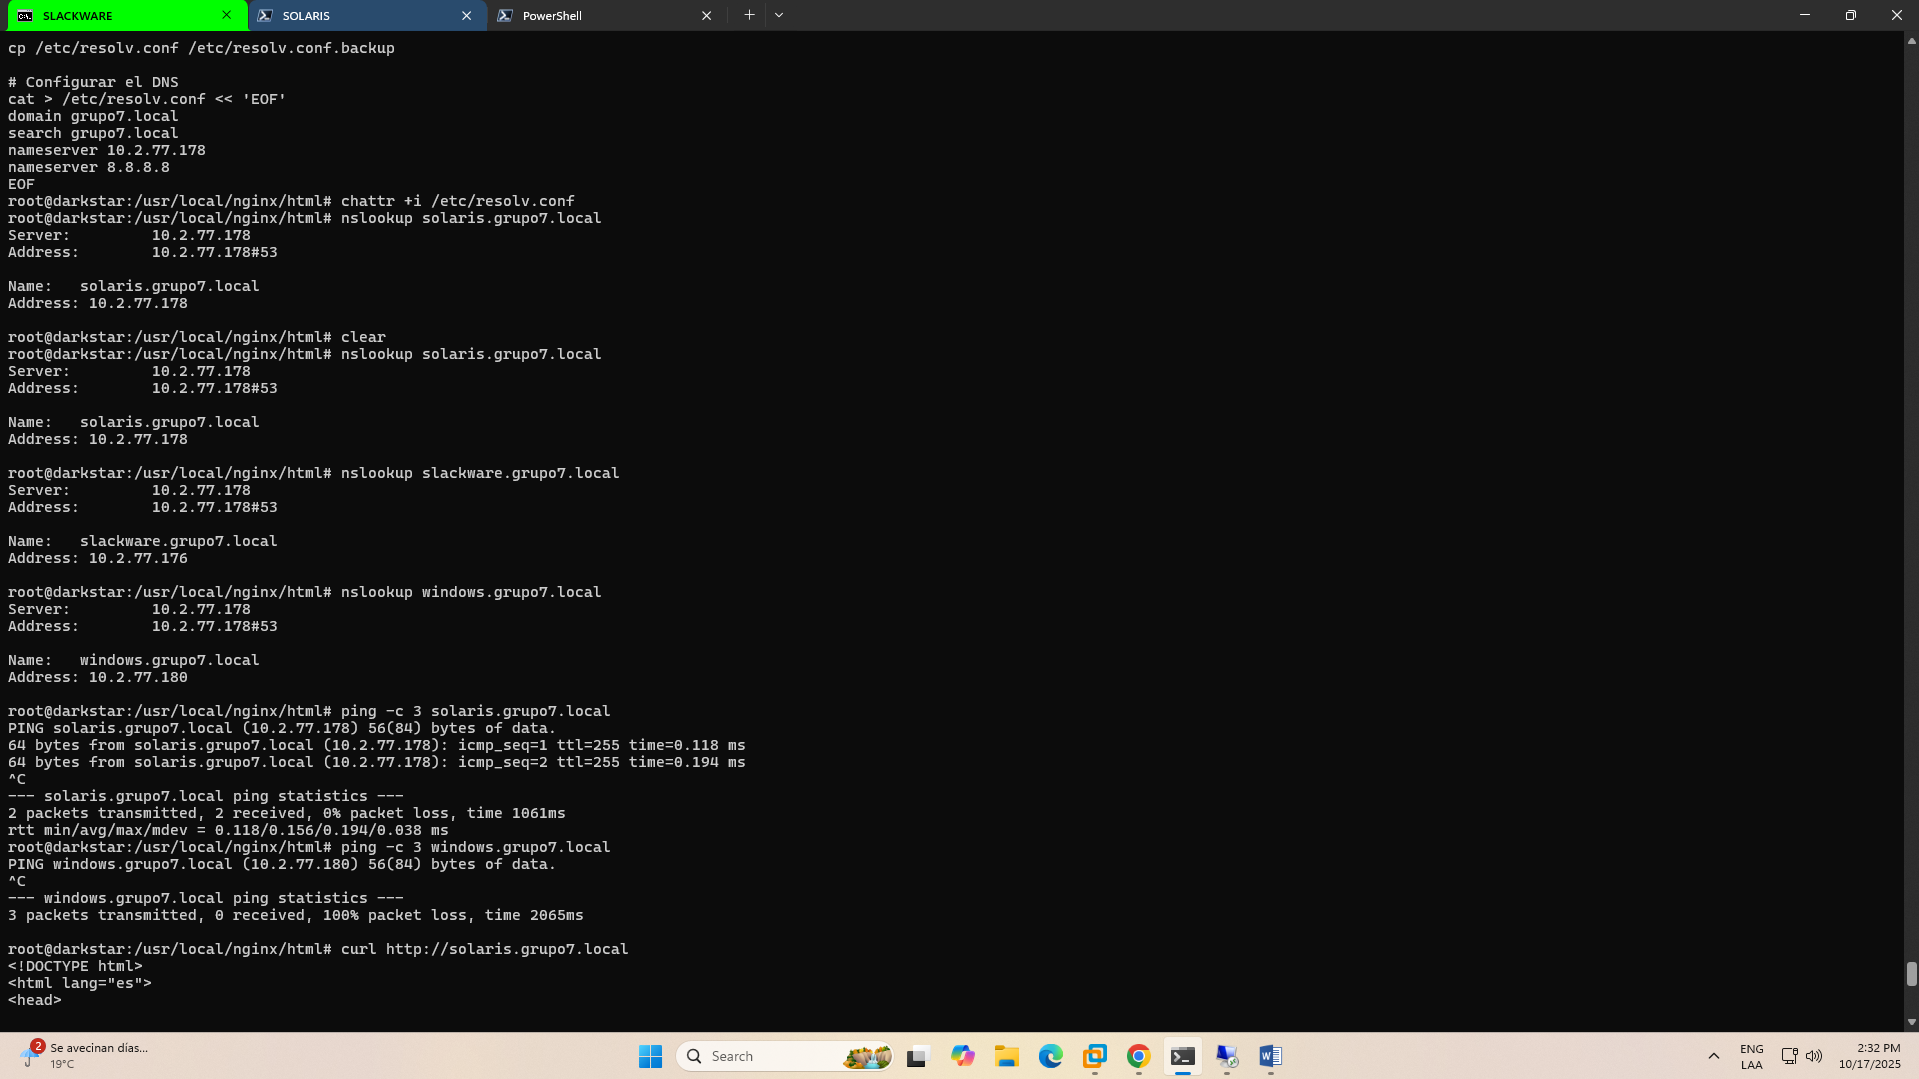 SLACKWARE
SOLARIS
PowerShell
cp /etc/resolv.conf /etc/resolv.conf.backup
# Configurar el DNS
cat > /etc/resolv.conf << 'EOF'
domain grupo7.local
search grupo7.local
nameserver 10.2.77.178
nameserver 8.8.8.8
EOF
root@darkstar:/usr/local/nginx/html# chattr +i /etc/resolv.conf
root@darkstar:/usr/local/nginx/html# nslookup solaris.grupo7.local
Server:         10.2.77.178
Address:        10.2.77.178#53
Name:   solaris.grupo7.local
Address: 10.2.77.178
root@darkstar:/usr/local/nginx/html# clear
root@darkstar:/usr/local/nginx/html# nslookup solaris.grupo7.local
Server:         10.2.77.178
Address:        10.2.77.178#53
Name:   solaris.grupo7.local
Address: 10.2.77.178
root@darkstar:/usr/local/nginx/html# nslookup slackware.grupo7.local
Server:         10.2.77.178
Address:        10.2.77.178#53
Name:   slackware.grupo7.local
Address: 10.2.77.176
root@darkstar:/usr/local/nginx/html# nslookup windows.grupo7.local
Server:         10.2.77.178
Address:        10.2.77.178#53
Name:   windows.grupo7.local
Address: 10.2.77.180
root@darkstar:/usr/local/nginx/html# ping -c 3 solaris.grupo7.local
PING solaris.grupo7.local (10.2.77.178) 56(84) bytes of data.
64 bytes from solaris.grupo7.local (10.2.77.178): icmp_seq=1 ttl=255 time=0.118 ms
64 bytes from solaris.grupo7.local (10.2.77.178): icmp_seq=2 ttl=255 time=0.194 ms
^C
--- solaris.grupo7.local ping statistics ---
2 packets transmitted, 2 received, 0% packet loss, time 1061ms
rtt min/avg/max/mdev = 0.118/0.156/0.194/0.038 ms
root@darkstar:/usr/local/nginx/html# ping -c 3 windows.grupo7.local
PING windows.grupo7.local (10.2.77.180) 56(84) bytes of data.
^C
--- windows.grupo7.local ping statistics ---
3 packets transmitted, 0 received, 100% packet loss, time 2065ms
root@darkstar:/usr/local/nginx/html# curl http://solaris.grupo7.local
<!DOCTYPE html>
<html lang="es">
<head>
2
Se avecinan días...
19°C
Search
ENG
LAA
2:32 PM
10/17/2025